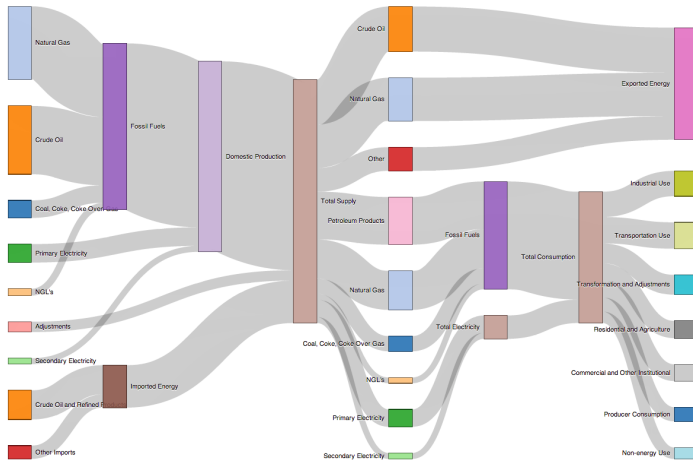 Natural Gas
Crude Oil
Coal, Coke, Coke Oven Gas
Primary Electricity
NGL's
Adjustments
Secondary Electricity
Crude Oil and Refined
Other Imports
Fossil Fuels
Imported Energy
Domestic Production
Total Supply
Crude Oil
Natural Gas
Other
Petroleum Products
Natural Gas
Coal, Coke, Coke Over Gas
NGL's
Primary Electricity
Secondary Electricity
Fossil Fuels
Total Electricity
Total Consumption
Exported Energy
Industrial Use
Transportation Use
Transformation and Adjustments
Residential and Agriculture
Commercial and Other Institutional
Producer Consumption
Non-energy Use